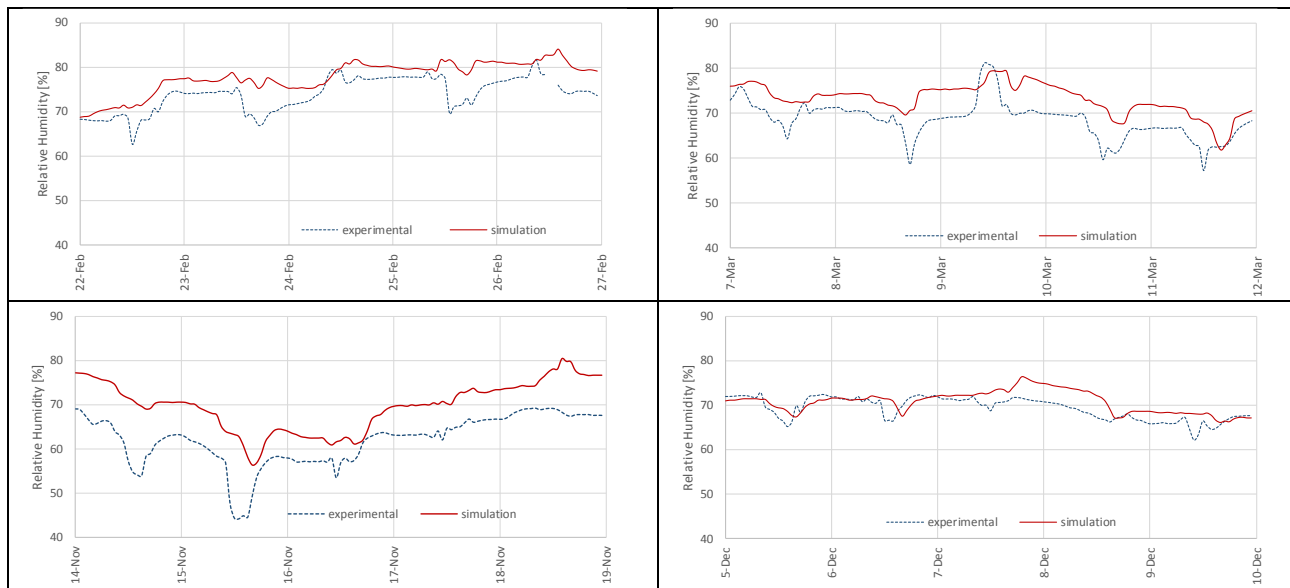 90
80
70
60
50
40
Relative Humidity [%]
experimental simulation
22-Feb 23-Feb 24-Feb 25-Feb 26-Feb 27-Feb
90
80
70
60
50
40
Relative Humidity [%]
experimental simulation
7-Mar 8-Mar 9-Mar 10-Mar 11-Mar 12-Mar
90
80
70
60
50
40
Relative Humidity [%]
experimental simulation
14-Nov 15-Nov 16-Nov 17-Nov 18-Nov 19-Nov
90
80
70
60
50
40
Relative Humidity [%]
experimental simulation
5-Dec 6-Dec 7-Dec 8-Dec 9-Dec 10-Dec